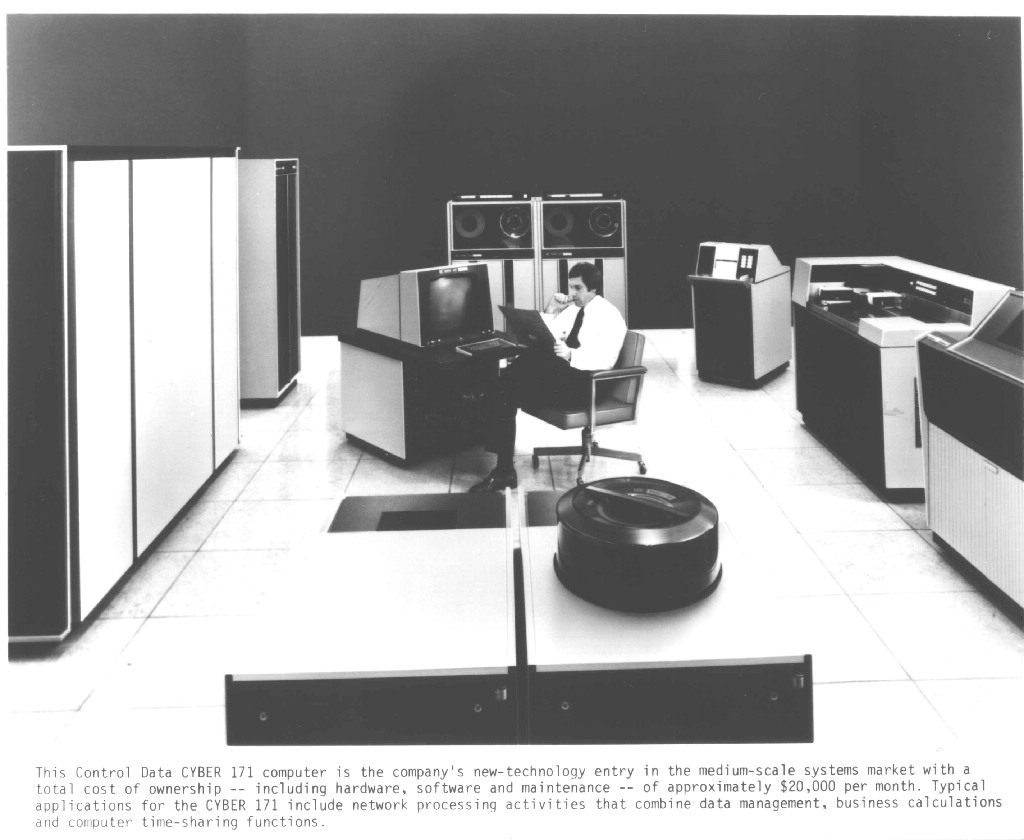 This Control Data CYBER 171 computer is the company's new-technology entry in the medium-scale systems market with a
total cost of ownership -- including hardware, software and maintenance -- of approximately $20,000 per month. Typical
applications for the CYBER 171 include network processing activities that combine data management, business calculations
and computer time-sharing functions.